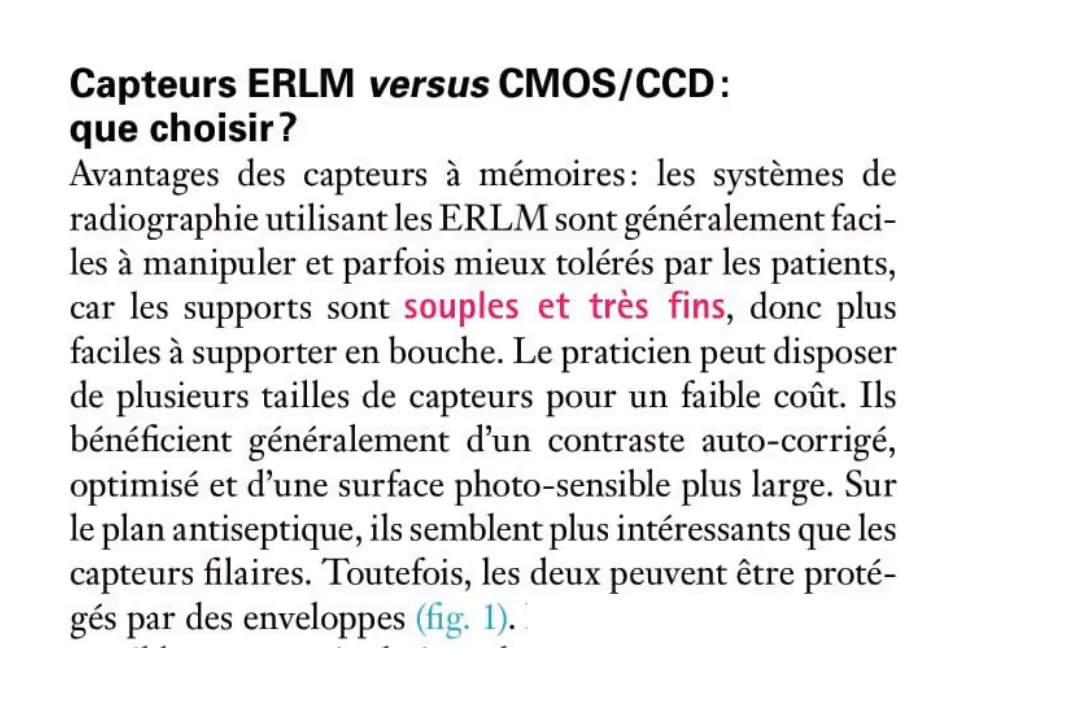 Capteurs ERLM versus CMOS/CCD :
que choisir ?
Avantages des capteurs à mémoires : les systèmes de
radiographie utilisant les ERLM sont généralement faci-
les à manipuler et parfois mieux tolérés par les patients,
car les supports sont souples et très fins, donc plus
faciles à supporter en bouche. Le praticien peut disposer
de plusieurs tailles de capteurs pour un faible coût. Ils
bénéficient généralement d’un contraste auto-corrigé,
optimisé et d’une surface photo-sensible plus large. Sur
le plan antiseptique, ils semblent plus intéressants que les
capteurs filaires. Toutefois, les deux peuvent être proté-
gés par des enveloppes (fig. 1).